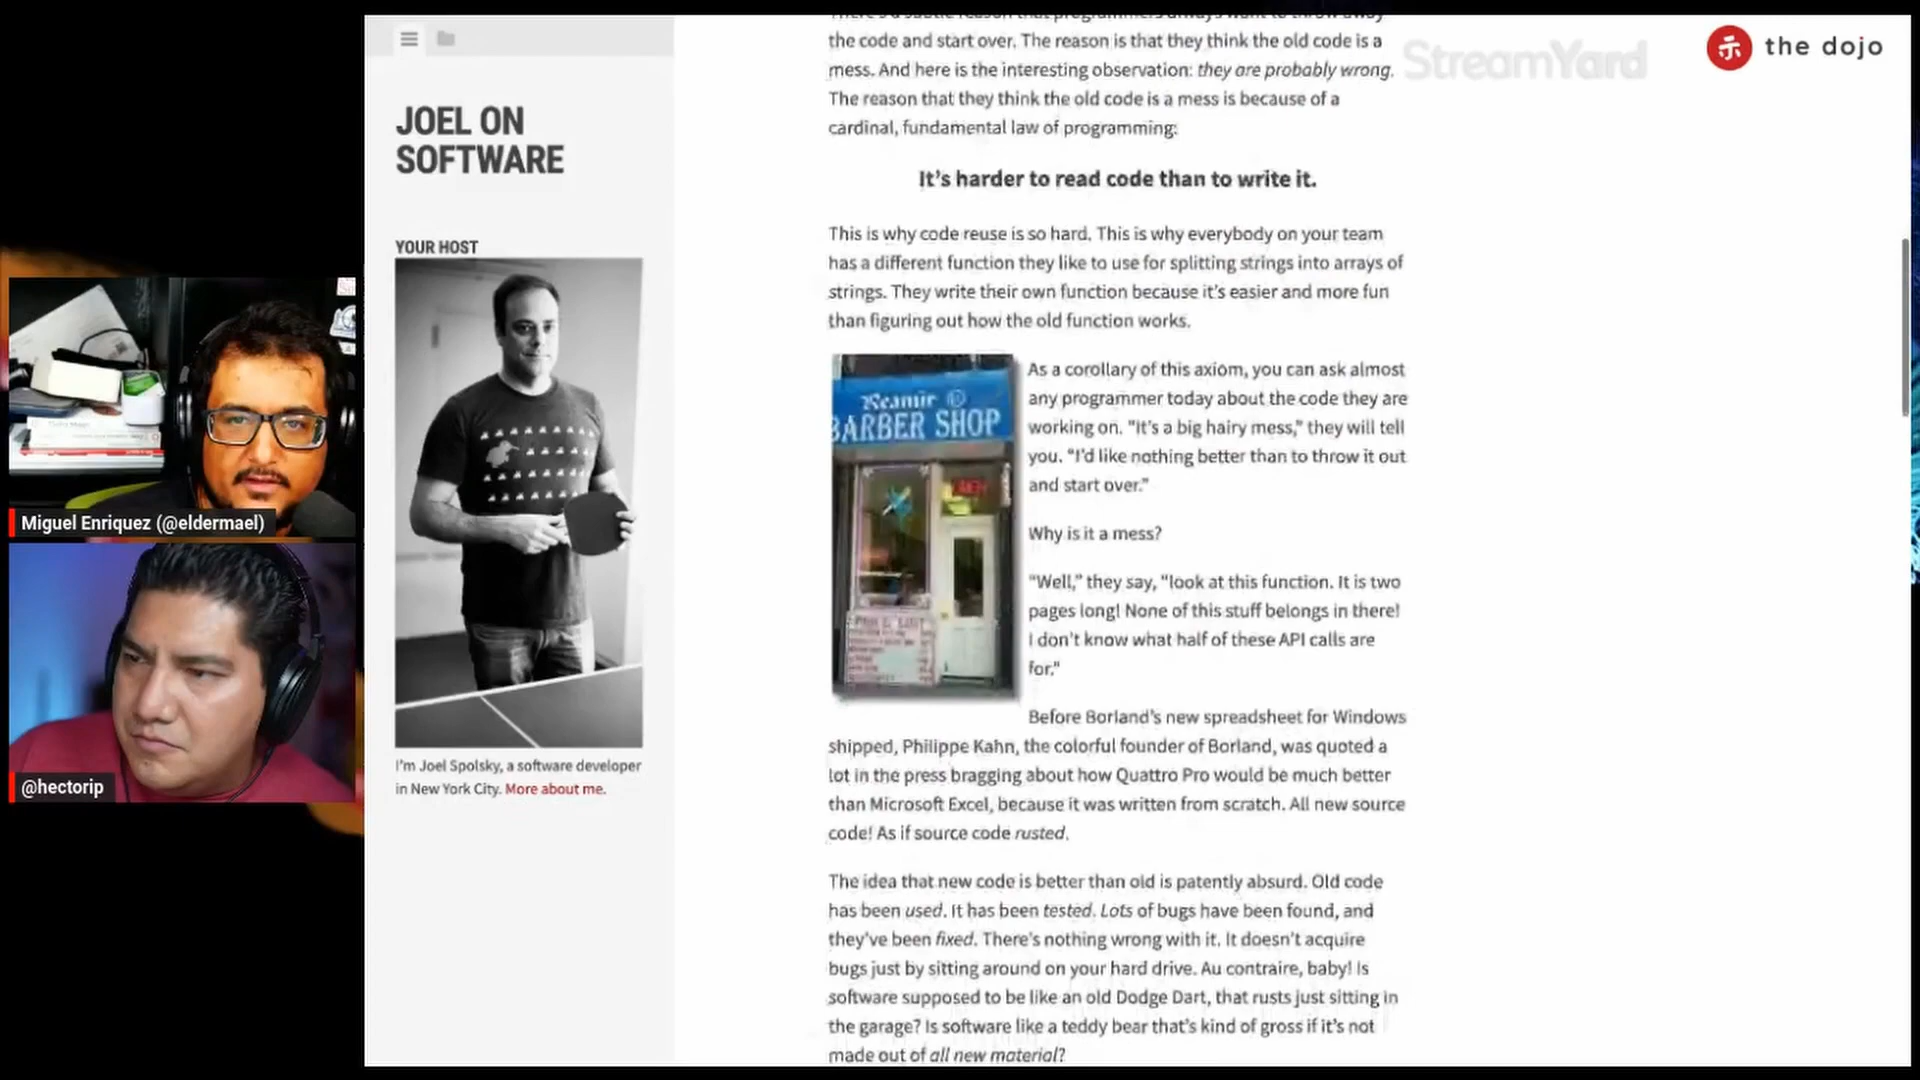 There's a subtle reason that programmers always want to throw away
the code and start over. The reason is that they think the old code is a
mess. And here is the interesting observation: they are probably wrong.
The reason that they think the old code is a mess is because of a
cardinal, fundamental law of programming:
It's harder to read code than to write it.
This is why code reuse is so hard. This is why everybody on your team
has a different function they like to use for splitting strings into arrays of
strings. They write their own function because it's easier and more fun
than figuring out how the old function works.
As a corollary of this axiom, you can ask almost
any programmer today about the code they are
working on. "It's a big hairy mess," they will tell
you. "I'd like nothing better than to throw it out
and start over."
Why is it a mess?
"Well," they say, "look at this function. It is two
pages long! None of this stuff belongs in there!
I don't know what half of these API calls are
for."
Before Borland's new spreadsheet for Windows
shipped, Philippe Kahn, the colorful founder of Borland, was quoted a
lot in the press bragging about how Quattro Pro would be much better
than Microsoft Excel, because it was written from scratch. All new source
code! As if source code rusted.
The idea that new code is better than old is patently absurd. Old code
has been used. It has been tested. Lots of bugs have been found, and
they've been fixed. There's nothing wrong with it. It doesn't acquire
bugs just by sitting around on your hard drive. Au contraire, baby! Is
software supposed to be like an old Dodge Dart, that rusts just sitting in
the garage? Is software like a teddy bear that's kind of gross if it's not
made out of all new material?
JOEL ON
SOFTWARE
YOUR HOST
I'm Joel Spolsky, a software developer
in New York City. More about me.
Reamir
BARBER SHOP
StreamYard
the dojo
Miguel Enriquez (@eldermael)
@hectorip